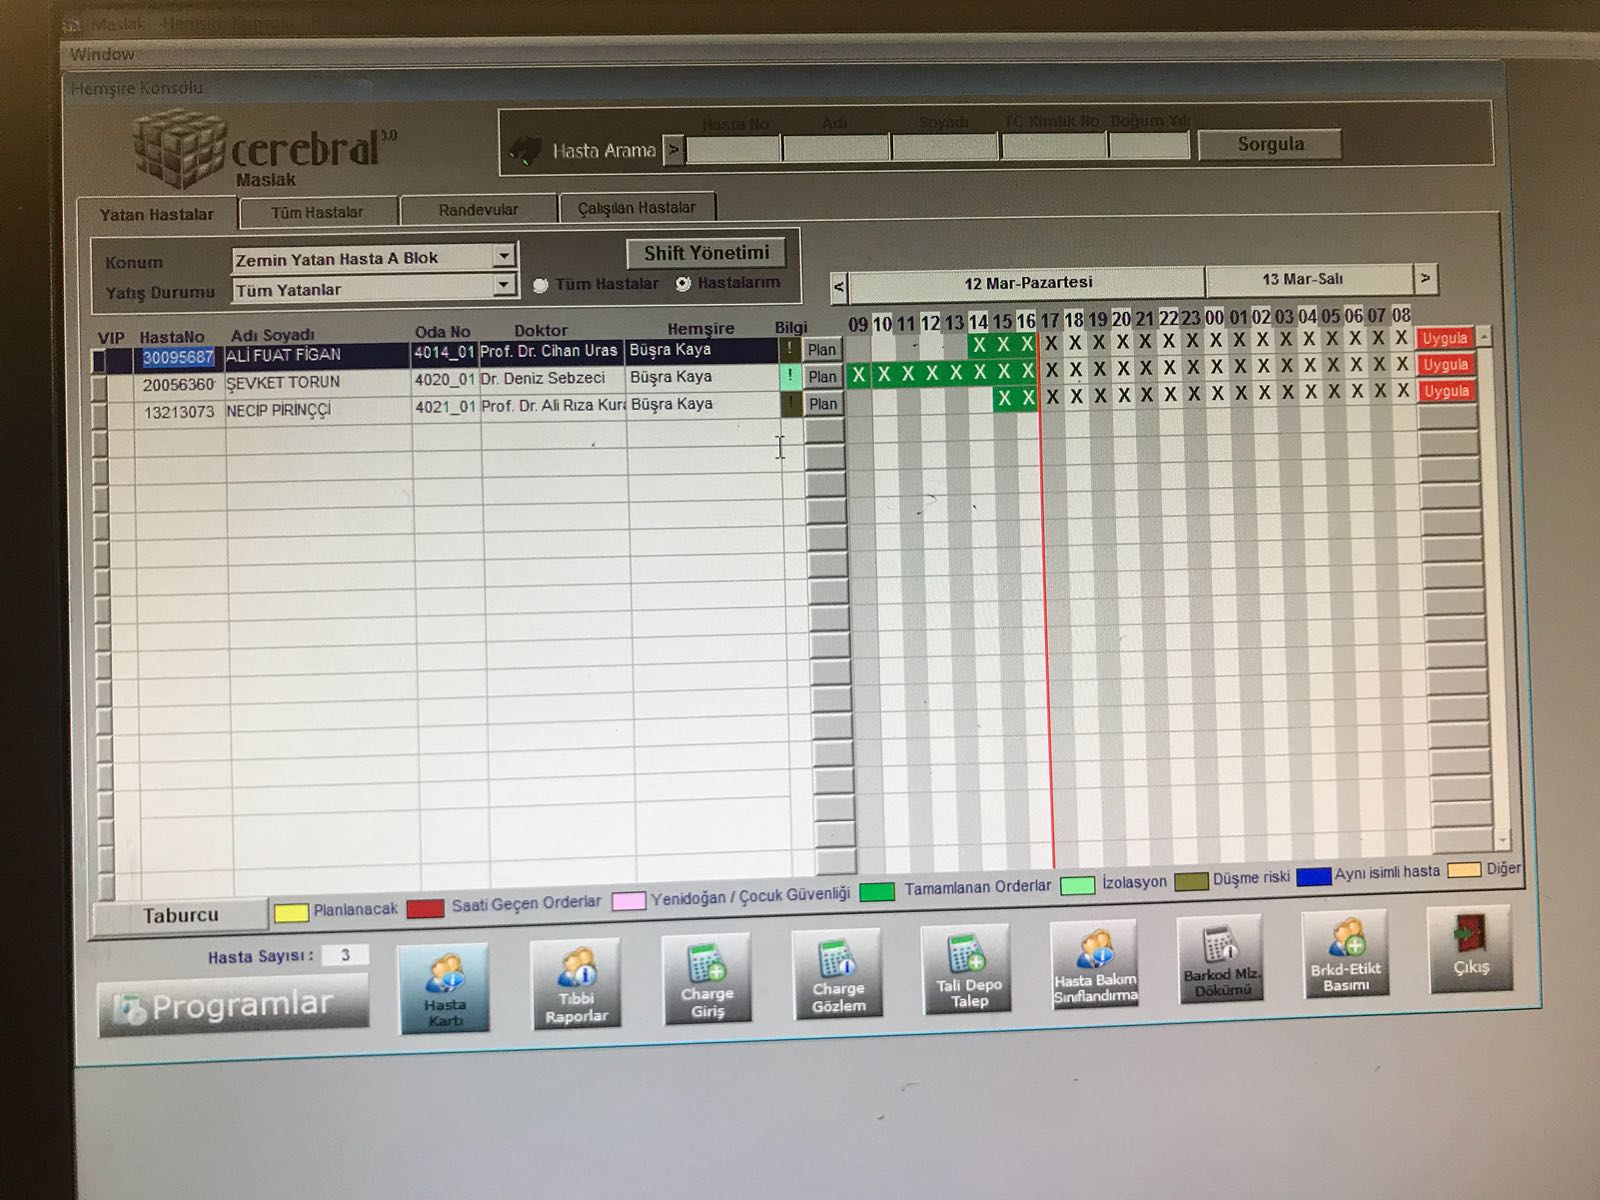 Maslak - Hemşire Konsolu
Window
Hemşire Konsolu
cerebral 3.0
Maslak
Hasta No Adı Soyadı TC Kimlik No Doğum Yılı
Hasta Arama > Sorgula
Yatan Hastalar Tüm Hastalar Randevular Çalışılan Hastalar
Konum Zemin Yatan Hasta A Blok Shift Yönetimi
Yatış Durumu Tüm Yatanlar Tüm Hastalar Hastalarım
< 12 Mar-Pazartesi 13 Mar-Salı >
VIP HastaNo Adı Soyadı Oda No Doktor Hemşire Bilgi 09 10 11 12 13 14 15 16 17 18 19 20 21 22 23 00 01 02 03 04 05 06 07 08
30095687 ALİ FUAT FİGAN 4014_01 Prof. Dr. Cihan Uras Büşra Kaya ! Plan X X X X X X X X X X X X X X X X X X X Uygula
20056360 ŞEVKET TORUN 4020_01 Dr. Deniz Sebzeci Büşra Kaya ! Plan X X X X X X X X X X X X X X X X X X X X X X X X Uygula
13213073 NECİP PİRİNÇÇİ 4021_01 Prof. Dr. Ali Rıza Kura Büşra Kaya ! Plan X X X X X X X X X X X X X X X X X X Uygula
Taburcu Planlanacak Saati Geçen Orderlar Yenidoğan / Çocuk Güvenliği Tamamlanan Orderlar İzolasyon Düşme riski Aynı isimli hasta Diğer
Hasta Sayısı : 3
Programlar
Hasta
Kartı
Tıbbi
Raporlar
Charge
Giriş
Charge
Gözlem
Tali Depo
Talep
Hasta Bakım
Sınıflandırma
Barkod Mlz.
Dökümü
Brkd-Etikt
Basımı
Çıkış